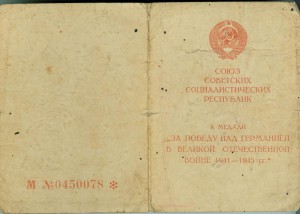 СОЮЗ
СОВЕТСКИХ
СОЦИАЛИСТИЧЕСКИХ
РЕСПУБЛИК
К МЕДАЛИ
„ЗА ПОБЕДУ НАД ГЕРМАНИЕЙ
В ВЕЛИКОЙ ОТЕЧЕСТВЕННОЙ
ВОЙНЕ 1941—1945 гг."
М №0450078 *